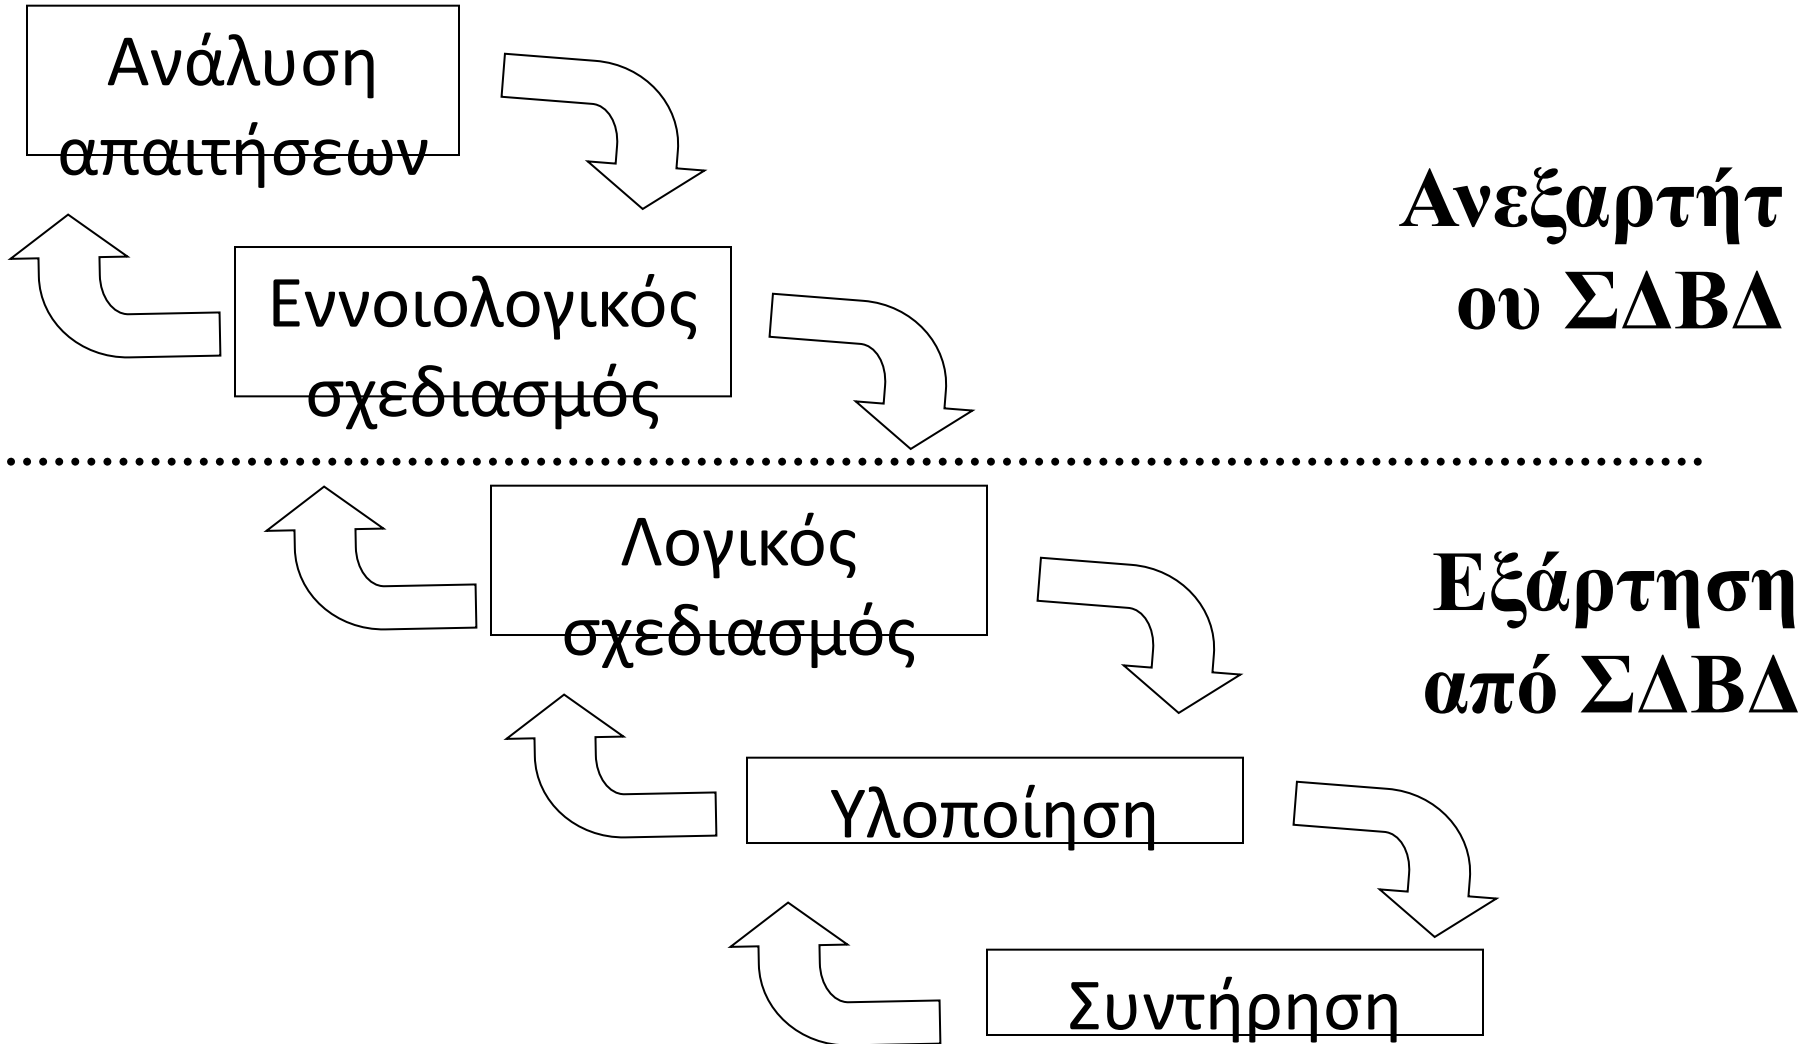 Ανάλυση
απαιτήσεων
Εννοιολογικός
σχεδιασμός
Ανεξαρτήτ
ου ΣΔΒΔ
Λογικός
σχεδιασμός
Εξάρτηση
από ΣΔΒΔ
Υλοποίηση
Συντήρηση